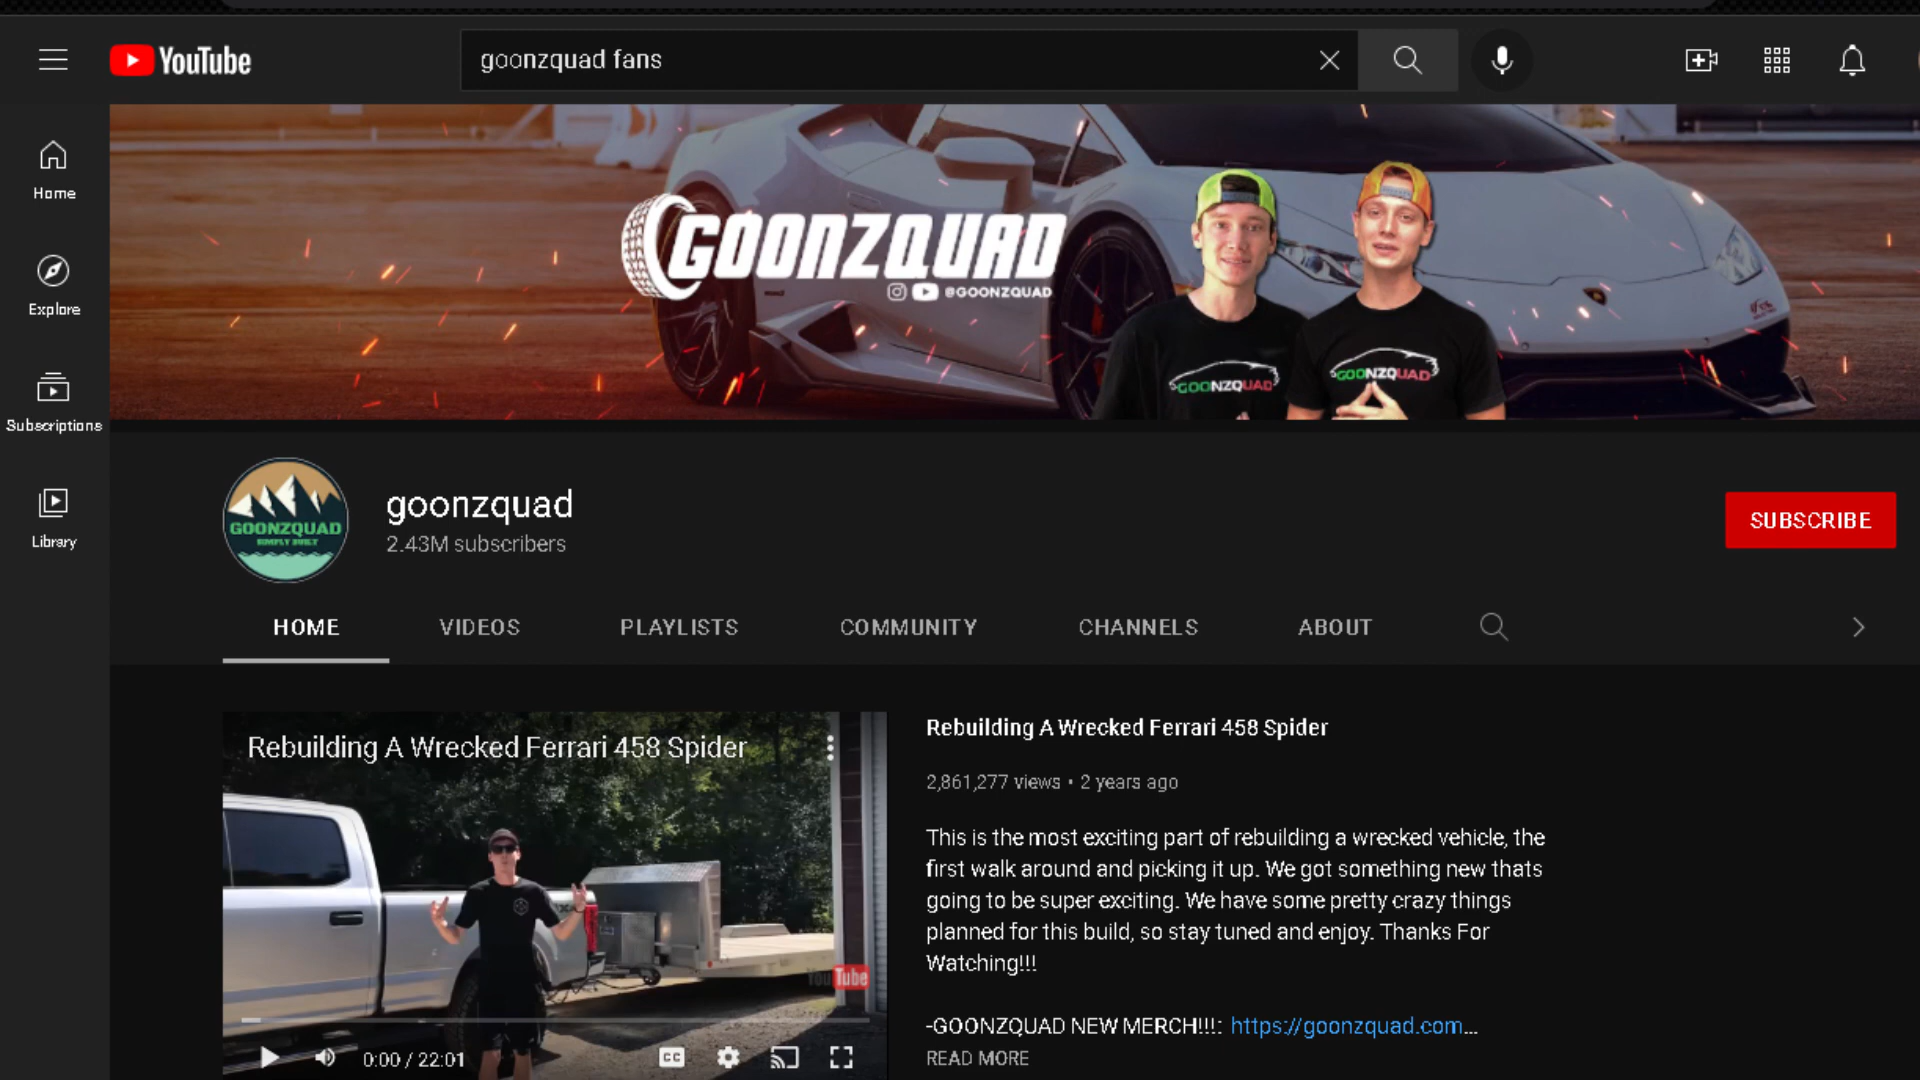 YouTube
goonzquad fans
Home
Explore
Subscriptions
Library
GOONZQUAD
@GOONZQUAD
GOONZQUAD
GOONZQUAD
GOONZQUAD
SIMPLY BUILT
goonzquad
2.43M subscribers
SUBSCRIBE
HOME
VIDEOS
PLAYLISTS
COMMUNITY
CHANNELS
ABOUT
Rebuilding A Wrecked Ferrari 458 Spider
YouTube
0:00 / 22:01
CC
Rebuilding A Wrecked Ferrari 458 Spider
2,861,277 views • 2 years ago
This is the most exciting part of rebuilding a wrecked vehicle, the
first walk around and picking it up. We got something new thats
going to be super exciting. We have some pretty crazy things
planned for this build, so stay tuned and enjoy. Thanks For
Watching!!!
-GOONZQUAD NEW MERCH!!!: https://goonzquad.com...
READ MORE